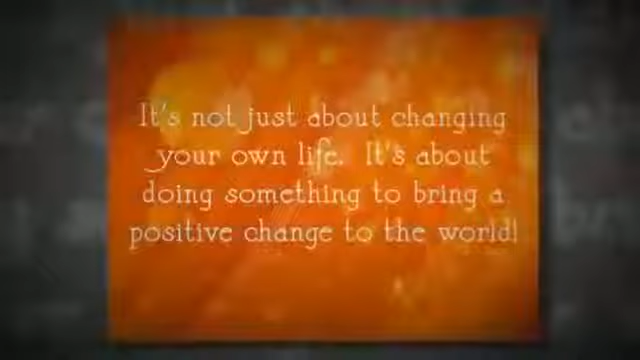 It's not just about changing
your own life. It's about
doing something to bring a
positive change to the world!